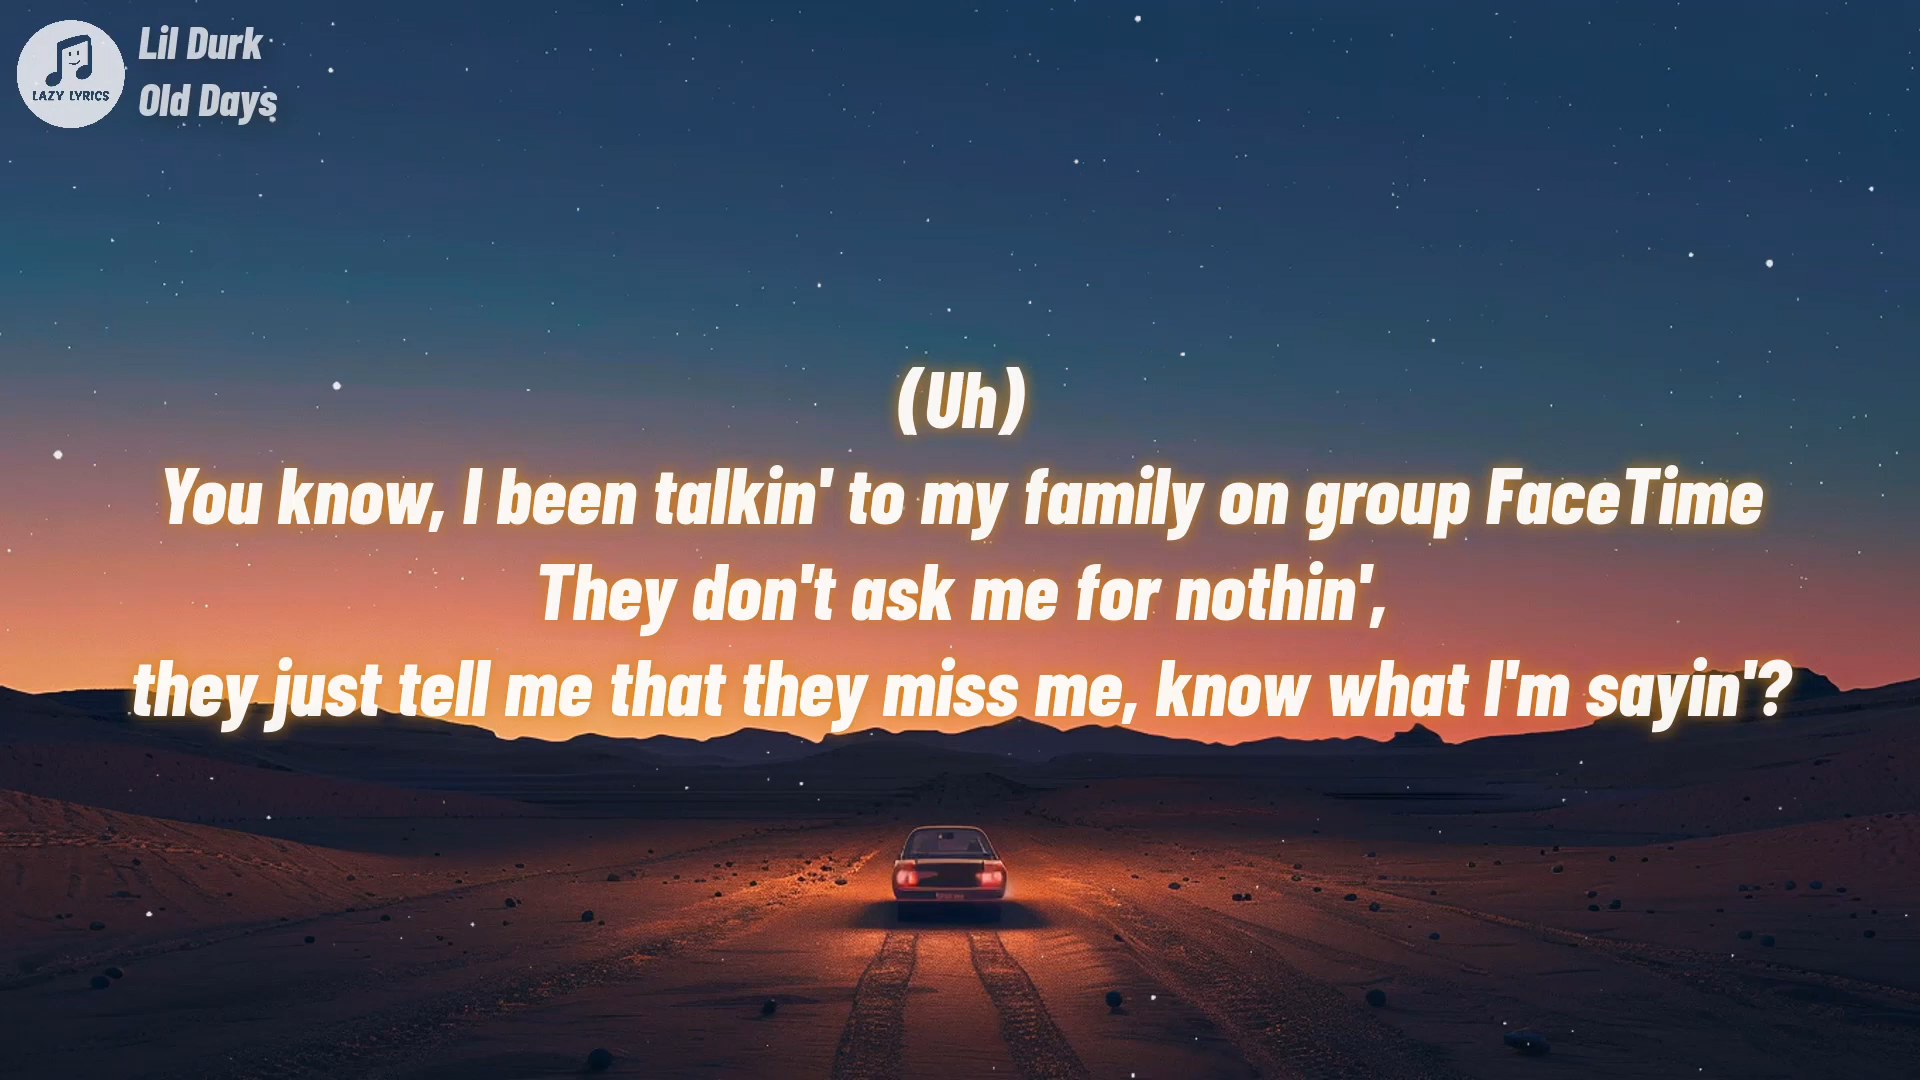 LAZY LYRICS
Lil Durk
Old Days
(Uh)
You know, I been talkin' to my family on group FaceTime
They don't ask me for nothin',
they just tell me that they miss me, know what I'm sayin'?